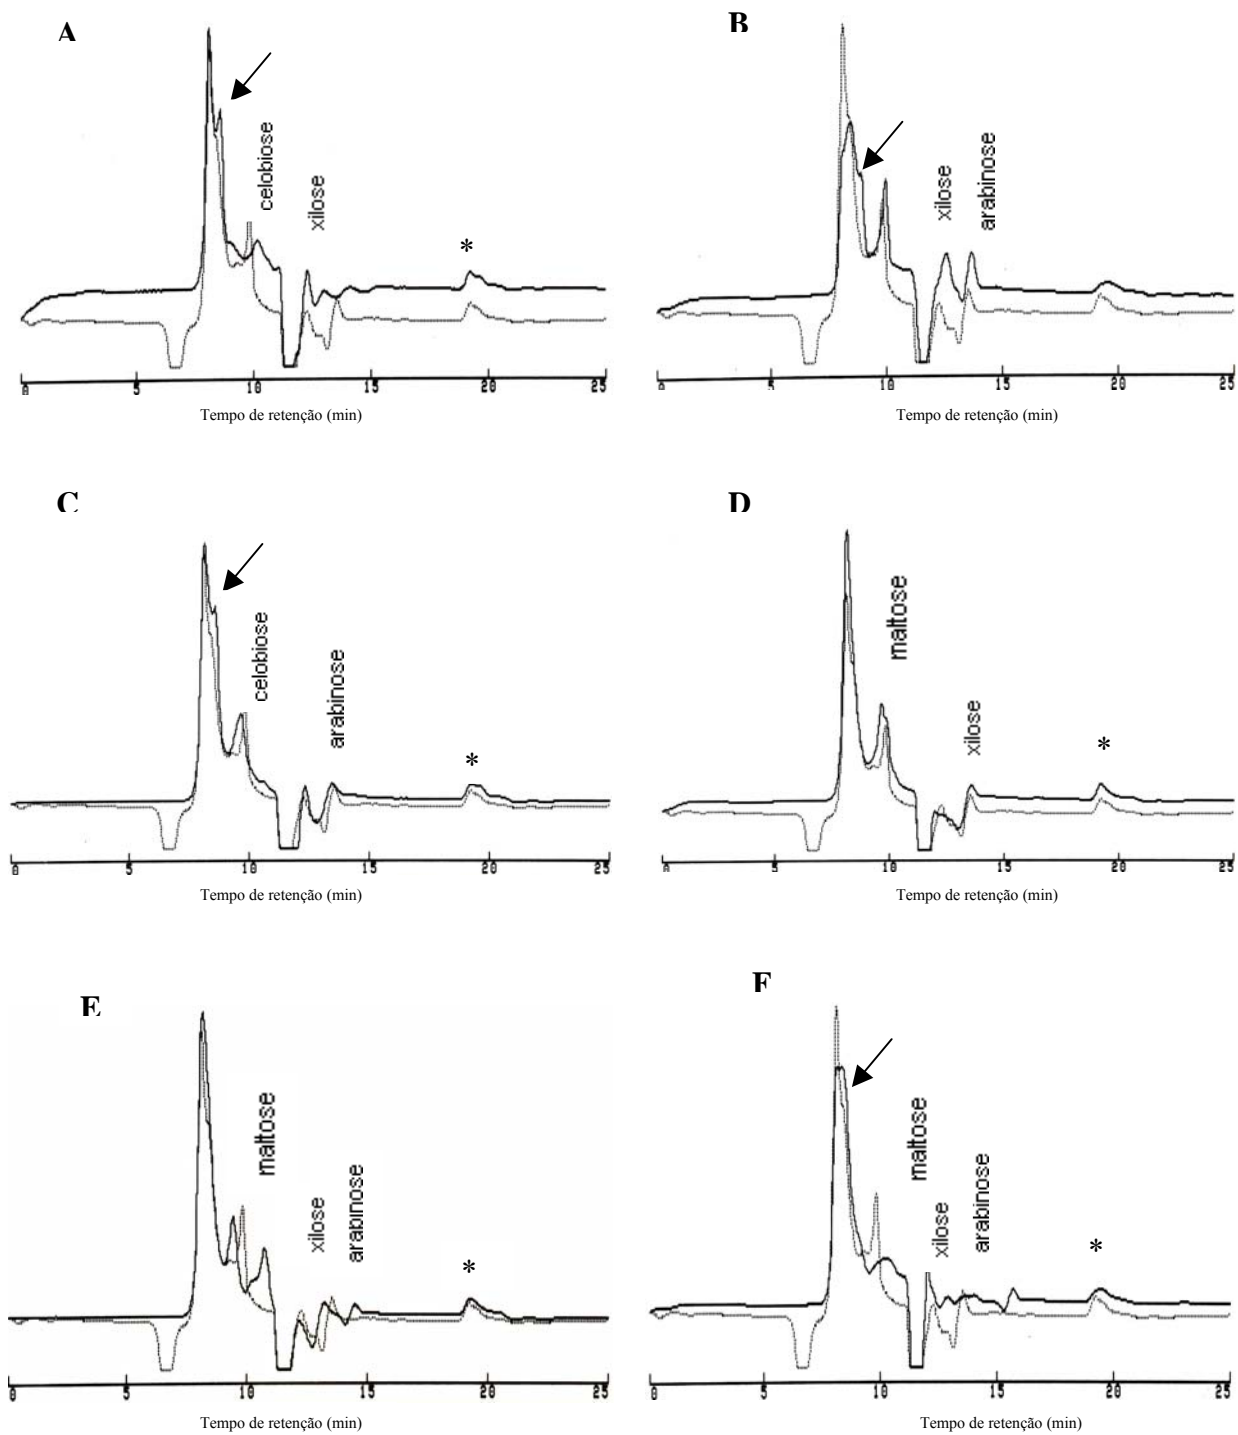 A
celobiose
xilose
*
0 5 10 15 20 25
Tempo de retenção (min)
B
xilose
arabinose
5 10 15 20 25
Tempo de retenção (min)
C
celobiose
arabinose
*
0 5 10 15 20 25
Tempo de retenção (min)
D
maltose
xilose
*
5 10 15 20 25
Tempo de retenção (min)
E
maltose
xilose
arabinose
*
0 5 10 15 20 25
Tempo de retenção (min)
F
maltose
xilose
arabinose
*
0 5 10 15 20 25
Tempo de retenção (min)